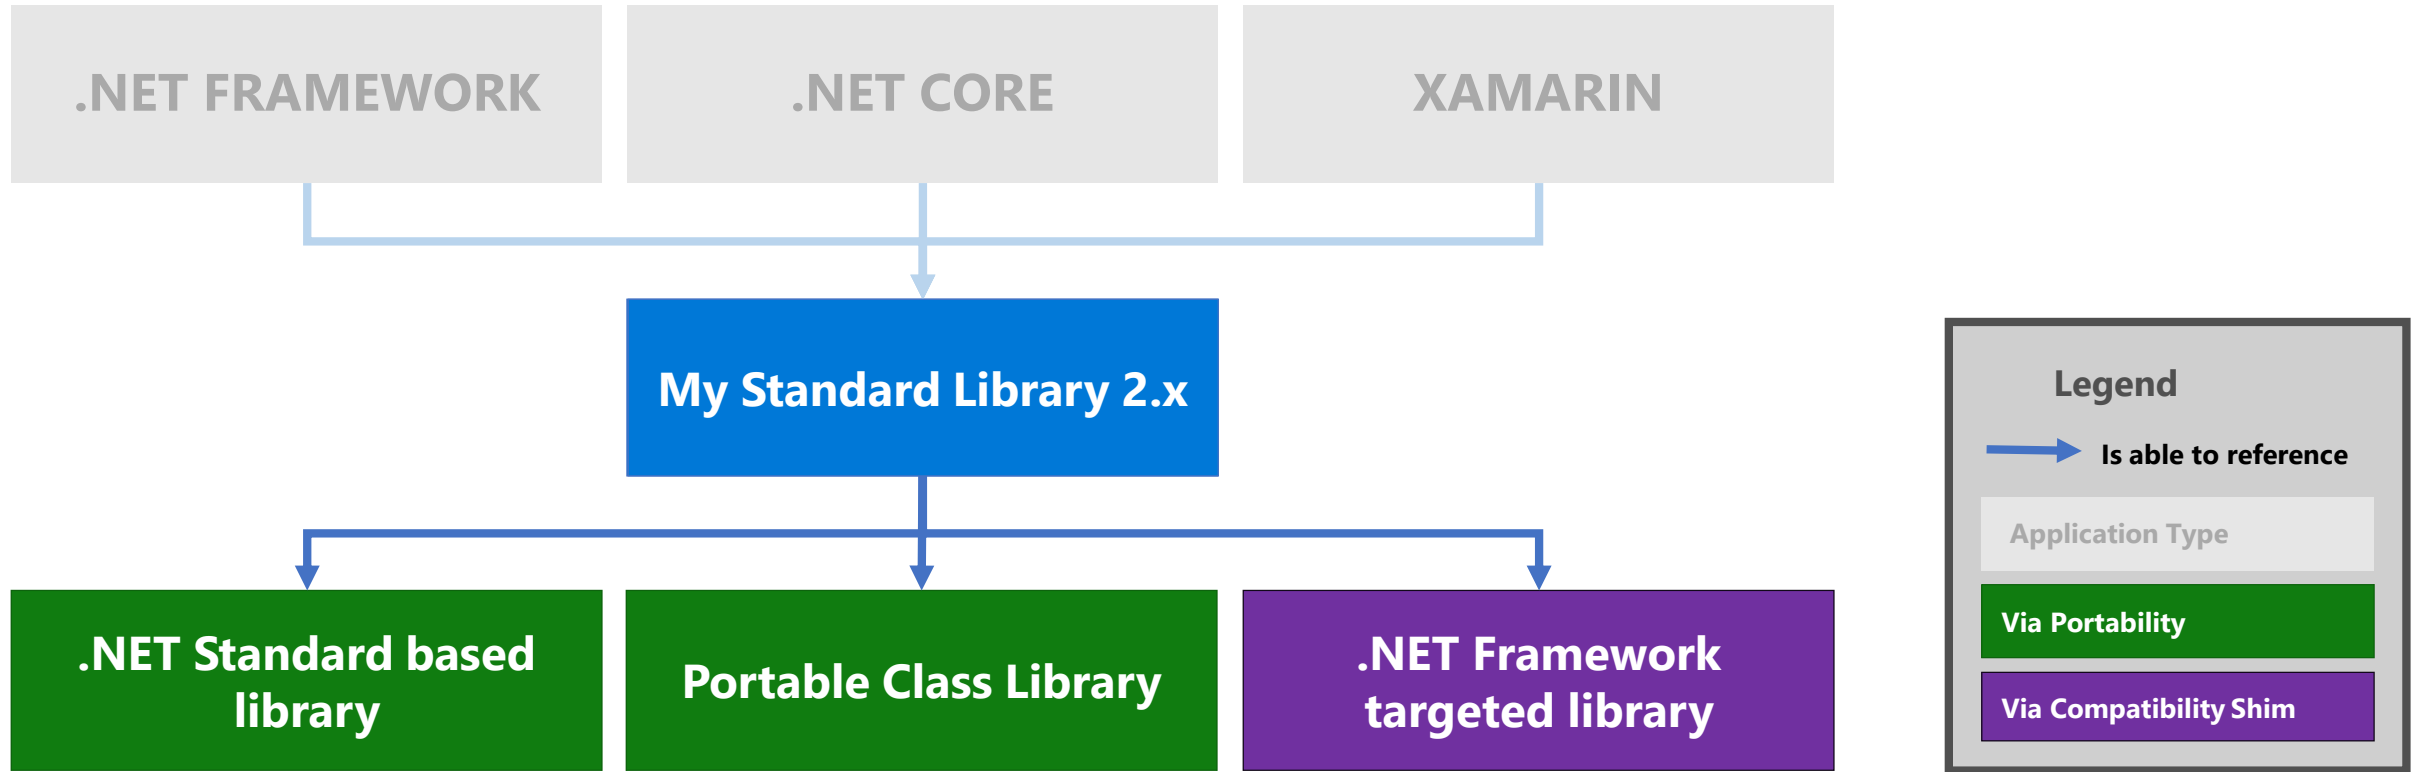 .NET FRAMEWORK
.NET CORE
XAMARIN
My Standard Library 2.x
.NET Standard based
library
Portable Class Library
.NET Framework
targeted library
Legend
Is able to reference
Application Type
Via Portability
Via Compatibility Shim